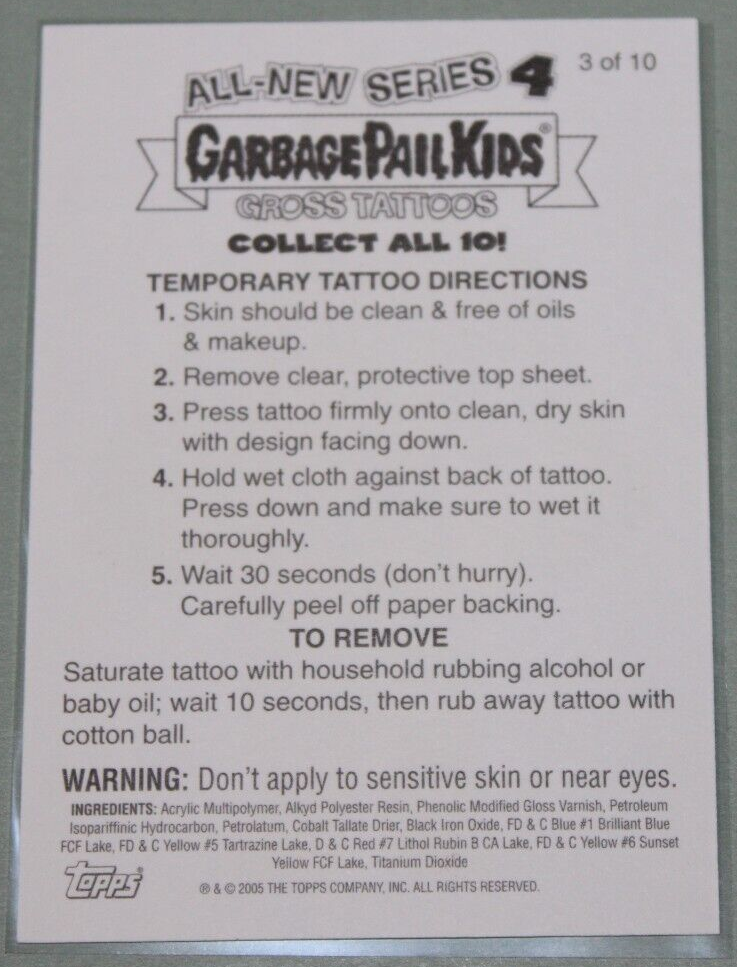 ALL-NEW SERIES 4
3 of 10
GARBAGE PAIL KIDS®
GROSS TATTOOS
COLLECT ALL 10!
TEMPORARY TATTOO DIRECTIONS
1. Skin should be clean & free of oils
& makeup.
2. Remove clear, protective top sheet.
3. Press tattoo firmly onto clean, dry skin
with design facing down.
4. Hold wet cloth against back of tattoo.
Press down and make sure to wet it
thoroughly.
5. Wait 30 seconds (don't hurry).
Carefully peel off paper backing.
TO REMOVE
Saturate tattoo with household rubbing alcohol or
baby oil; wait 10 seconds, then rub away tattoo with
cotton ball.
WARNING: Don't apply to sensitive skin or near eyes.
INGREDIENTS: Acrylic Multipolymer, Alkyd Polyester Resin, Phenolic Modified Gloss Varnish, Petroleum
Isopariffinic Hydrocarbon, Petrolatum, Cobalt Tallate Drier, Black Iron Oxide, FD & C Blue #1 Brilliant Blue
FCF Lake, FD & C Yellow #5 Tartrazine Lake, D & C Red #7 Lithol Rubin B CA Lake, FD & C Yellow #6 Sunset
Yellow FCF Lake, Titanium Dioxide
Topps®
℗ & © 2005 THE TOPPS COMPANY, INC. ALL RIGHTS RESERVED.